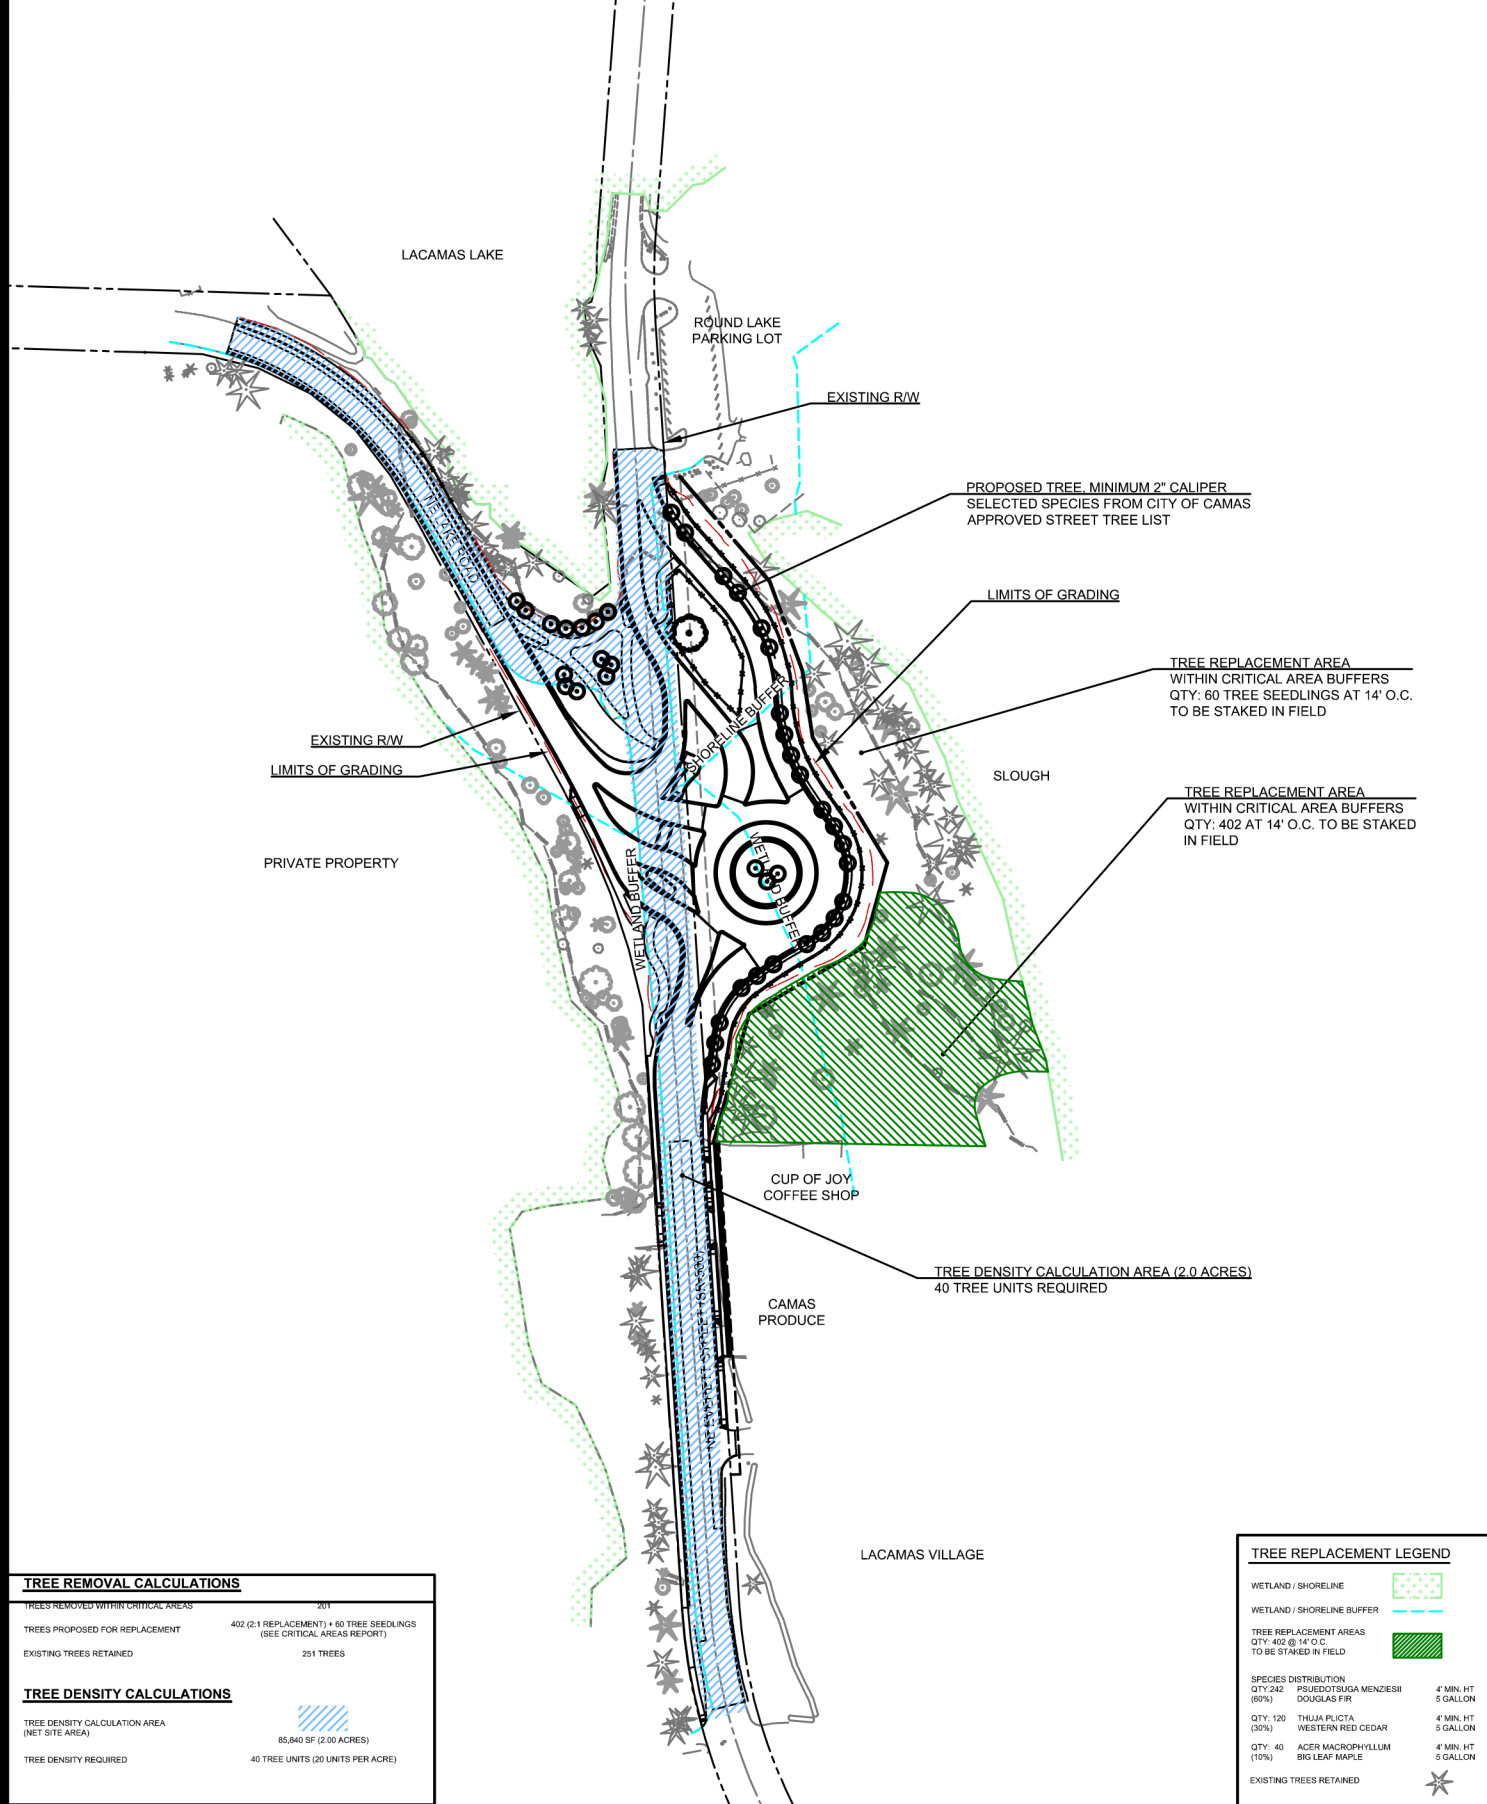 LACAMAS LAKE
ROUND LAKE
PARKING LOT
EXISTING R/W
PROPOSED TREE, MINIMUM 2" CALIPER
SELECTED SPECIES FROM CITY OF CAMAS
APPROVED STREET TREE LIST
NE LAKE ROAD
LIMITS OF GRADING
TREE REPLACEMENT AREA
WITHIN CRITICAL AREA BUFFERS
QTY: 60 TREE SEEDLINGS AT 14' O.C.
TO BE STAKED IN FIELD
SHORELINE BUFFER
EXISTING R/W
LIMITS OF GRADING
SLOUGH
TREE REPLACEMENT AREA
WITHIN CRITICAL AREA BUFFERS
QTY: 402 AT 14' O.C. TO BE STAKED
IN FIELD
PRIVATE PROPERTY
WETLAND BUFFER
WETLAND BUFFER
CUP OF JOY
COFFEE SHOP
TREE DENSITY CALCULATION AREA (2.0 ACRES)
40 TREE UNITS REQUIRED
CAMAS
PRODUCE
NE EVERETT STREET (SR-500)
LACAMAS VILLAGE
TREE REMOVAL CALCULATIONS
TREES REMOVED WITHIN CRITICAL AREAS 201
TREES PROPOSED FOR REPLACEMENT 402 (2:1 REPLACEMENT) + 60 TREE SEEDLINGS
(SEE CRITICAL AREAS REPORT)
EXISTING TREES RETAINED 251 TREES
TREE DENSITY CALCULATIONS
TREE DENSITY CALCULATION AREA
(NET SITE AREA)
85,840 SF (2.00 ACRES)
TREE DENSITY REQUIRED 40 TREE UNITS (20 UNITS PER ACRE)
TREE REPLACEMENT LEGEND
WETLAND / SHORELINE
WETLAND / SHORELINE BUFFER
TREE REPLACEMENT AREAS
QTY: 402 @ 14' O.C.
TO BE STAKED IN FIELD
SPECIES DISTRIBUTION
QTY:242 PSUEDOTSUGA MENZIESII 4' MIN. HT
(60%) DOUGLAS FIR 5 GALLON
QTY: 120 THUJA PLICTA 4' MIN. HT
(30%) WESTERN RED CEDAR 5 GALLON
QTY: 40 ACER MACROPHYLLUM 4' MIN. HT
(10%) BIG LEAF MAPLE 5 GALLON
EXISTING TREES RETAINED